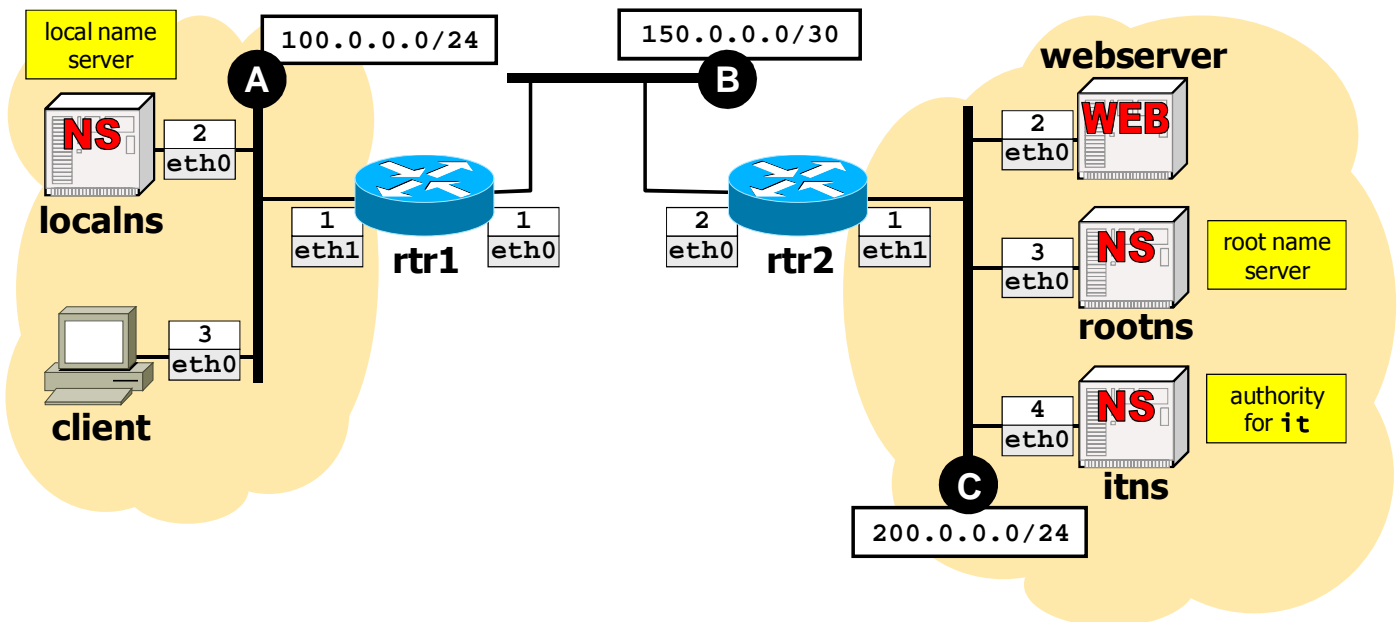 local name
server
A
100.0.0.0/24
NS
2
eth0
localns
3
eth0
client
1
eth1
rtr1
1
eth0
150.0.0.0/30
B
2
eth0
rtr2
1
eth1
webserver
2
eth0
WEB
3
eth0
NS
rootns
root name
server
4
eth0
NS
itns
authority
for it
C
200.0.0.0/24